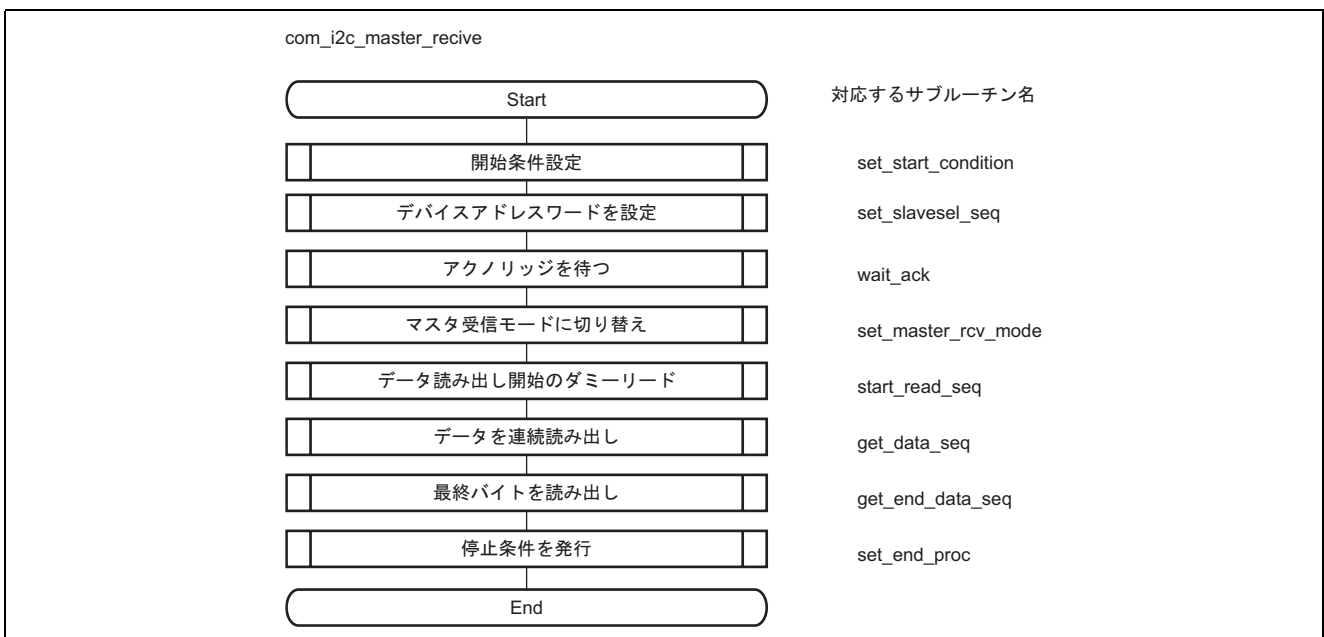 com_i2c_master_recive
Start
対応するサブルーチン名
開始条件設定
set_start_condition
デバイスアドレスワードを設定
set_slavesel_seq
アクノリッジを待つ
wait_ack
マスタ受信モードに切り替え
set_master_rcv_mode
データ読み出し開始のダミーリード
start_read_seq
データを連続読み出し
get_data_seq
最終バイトを読み出し
get_end_data_seq
停止条件を発行
set_end_proc
End